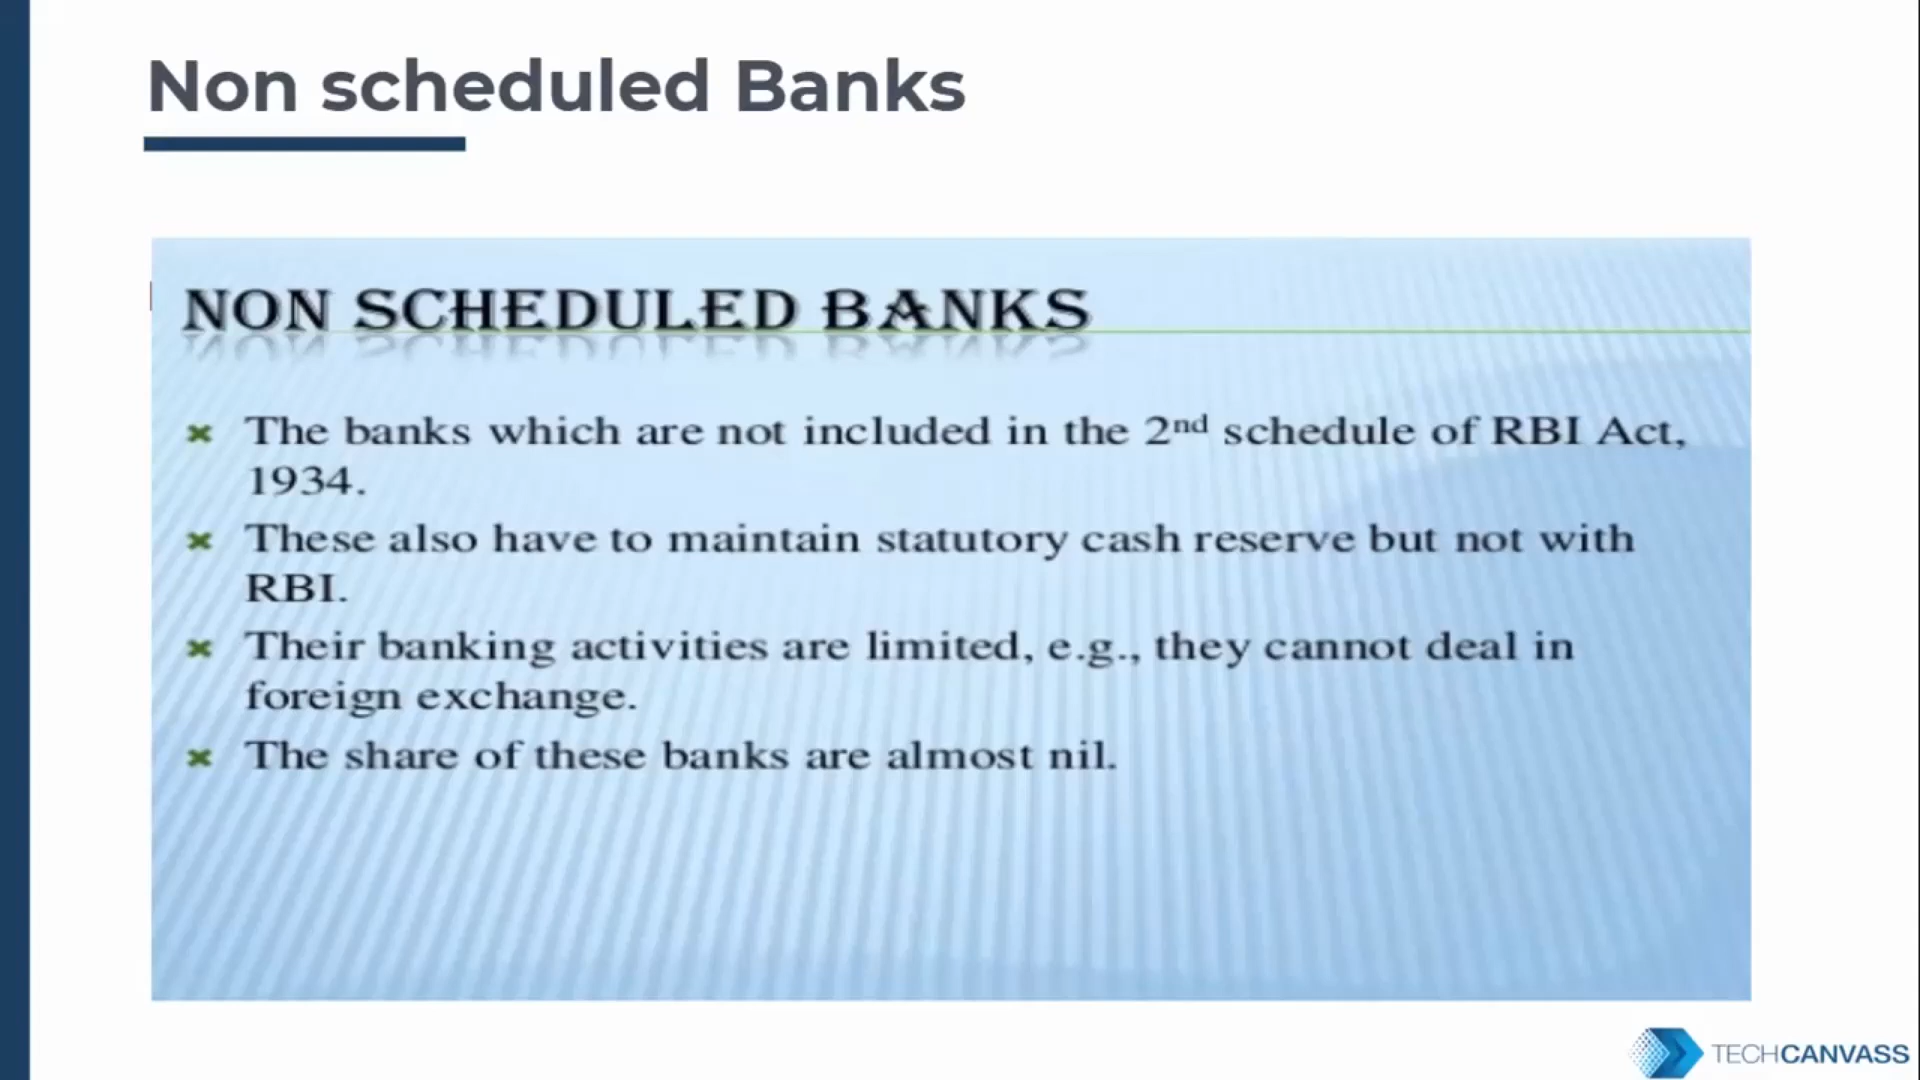 Non scheduled Banks
NON SCHEDULED BANKS
The banks which are not included in the 2nd schedule of RBI Act,
1934.
These also have to maintain statutory cash reserve but not with
RBI.
Their banking activities are limited, e.g., they cannot deal in
foreign exchange.
The share of these banks are almost nil.
TECHCANVASS